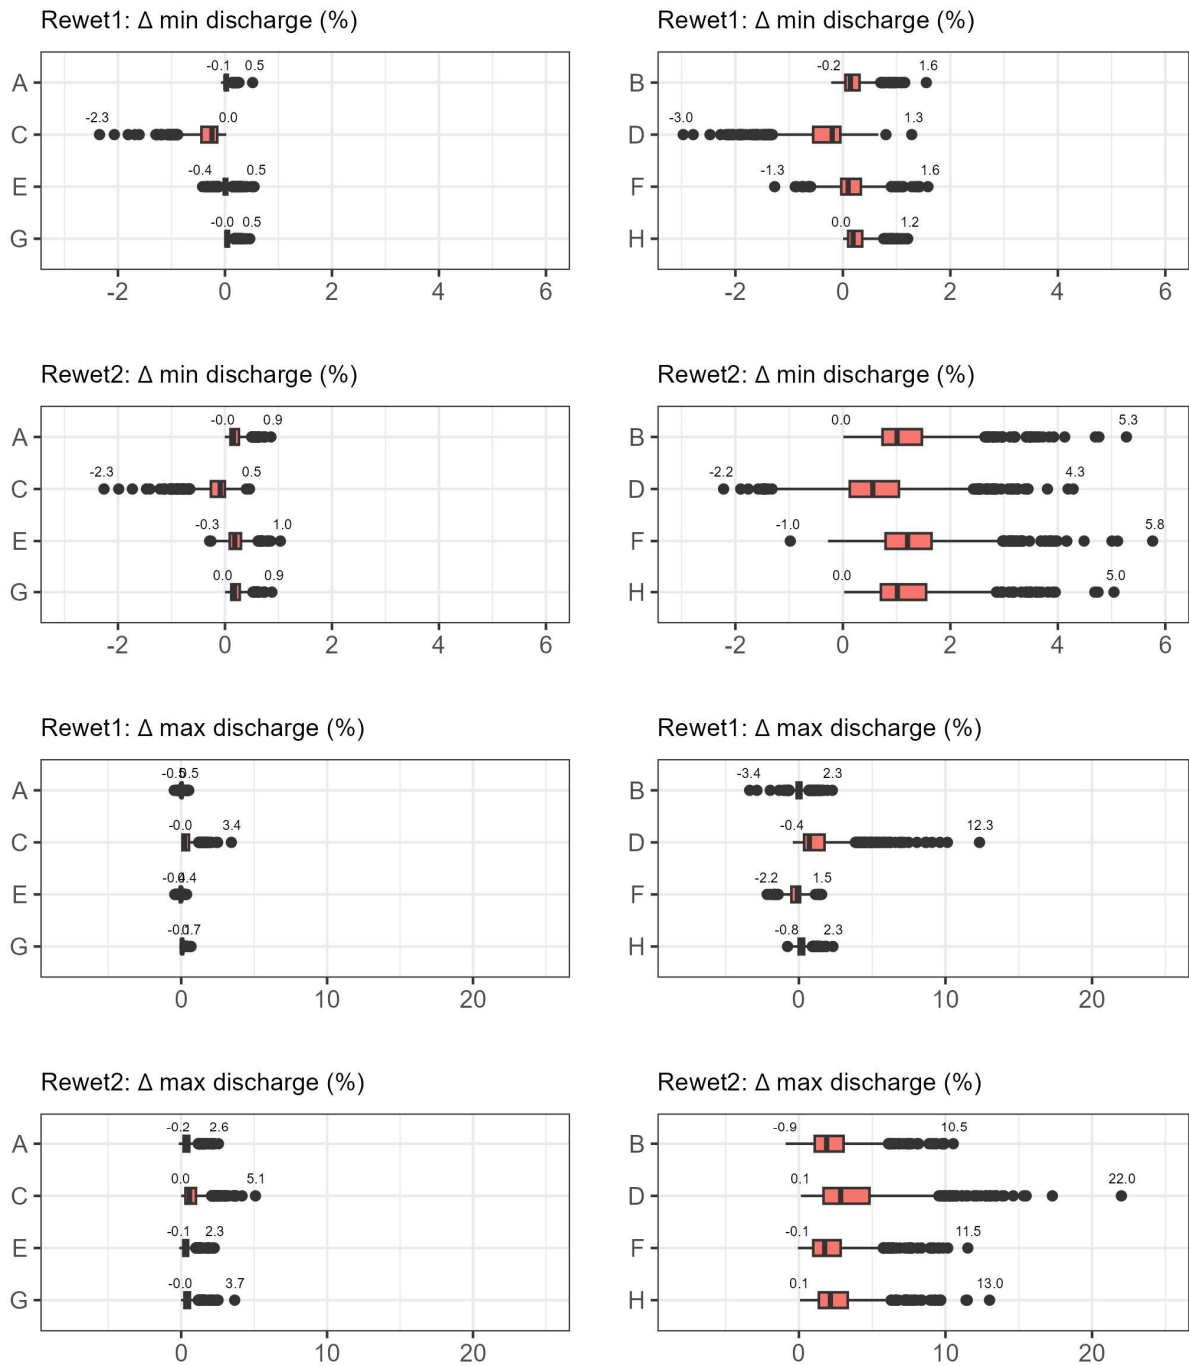 Rewet1: Δ min discharge (%)
A
-0.1 0.5
C
-2.3 0.0
E
-0.4 0.5
G
-0.0 0.5
-2 0 2 4 6
Rewet1: Δ min discharge (%)
B
-0.2 1.6
D
-3.0 1.3
F
-1.3 1.6
H
0.0 1.2
-2 0 2 4 6
Rewet2: Δ min discharge (%)
A
-0.0 0.9
C
-2.3 0.5
E
-0.3 1.0
G
0.0 0.9
-2 0 2 4 6
Rewet2: Δ min discharge (%)
B
0.0 5.3
D
-2.2 4.3
F
-1.0 5.8
H
0.0 5.0
-2 0 2 4 6
Rewet1: Δ max discharge (%)
A
-0.5 0.5
C
-0.0 3.4
E
0.4
G
0.7
0 10 20
Rewet1: Δ max discharge (%)
B
-3.4 2.3
D
-0.4 12.3
F
-2.2 1.5
H
-0.8 2.3
0 10 20
Rewet2: Δ max discharge (%)
A
-0.2 2.6
C
0.0 5.1
E
-0.1 2.3
G
-0.0 3.7
0 10 20
Rewet2: Δ max discharge (%)
B
-0.9 10.5
D
0.1 22.0
F
-0.1 11.5
H
0.1 13.0
0 10 20